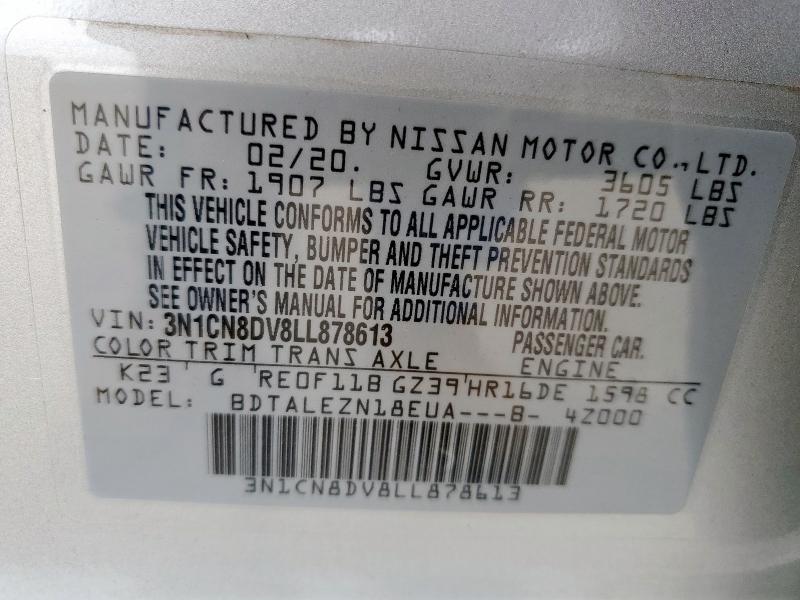 MANUFACTURED BY NISSAN MOTOR CO.,LTD.
DATE: 02/20. GVWR: 3605 LBS
GAWR FR: 1907 LBS GAWR RR: 1720 LBS
THIS VEHICLE CONFORMS TO ALL APPLICABLE FEDERAL MOTOR
VEHICLE SAFETY, BUMPER AND THEFT PREVENTION STANDARDS
IN EFFECT ON THE DATE OF MANUFACTURE SHOWN ABOVE.
SEE OWNER'S MANUAL FOR ADDITIONAL INFORMATION.
VIN: 3N1CN8DV8LL878613 PASSENGER CAR.
COLOR TRIM TRANS AXLE ENGINE
K23 ' G RE0F11B GZ39'HR16DE 1598 CC
MODEL: BDTALEZN18EUA---B- 4Z000
3N1CN8DV8LL878613